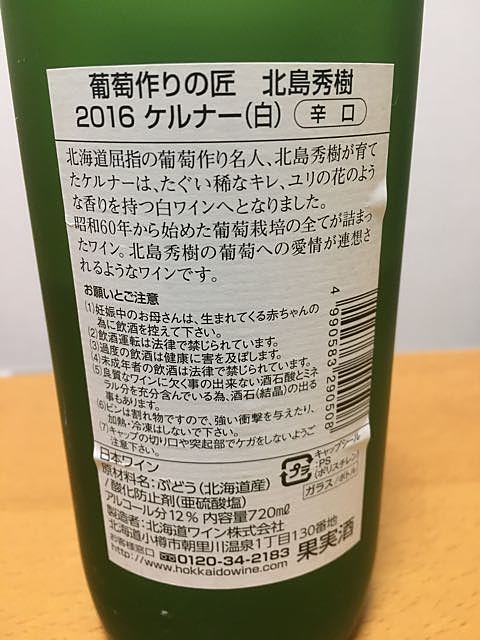 葡萄作りの匠 北島秀樹
2016 ケルナー(白) 辛口
北海道屈指の葡萄作り名人、北島秀樹が育て
たケルナーは、たぐい稀なキレ、ユリの花のよう
な香りを持つ白ワインへとなりました。
昭和60年から始めた葡萄栽培の全てが詰まっ
たワイン。北島秀樹の葡萄への愛情が連想さ
れるようなワインです。
お願いとご注意
(1)妊娠中のお母さんは、生まれてくる赤ちゃんの
為に飲酒を控えて下さい。
(2)飲酒運転は法律で禁じられています。
(3)過度の飲酒は健康に害を及ぼします。
(4)未成年者の飲酒は法律で禁じられています。
(5)良質なワインに欠く事の出来ない酒石酸とミネ
ラル分を充分含んでいる為、酒石(結晶)の出る
事もあります。
(6)ビンは割れ物ですので、強い衝撃を与えたり、
加熱・冷凍はしないで下さい。
(7)キャップの切り口や突起部でケガをしないようご
注意下さい。
4 990583 280508
日本ワイン
原材料名:ぶどう(北海道産)
/酸化防止剤(亜硫酸塩)
アルコール分12% 内容量720ml
製造者:北海道ワイン株式会社
北海道小樽市朝里川温泉1丁目130番地
お客様窓口 0120-34-2183
http://www.hokkaidowine.com
果実酒
プラ
キャップシール
:PS
(ポリスチレン)
ガラス/ボトル